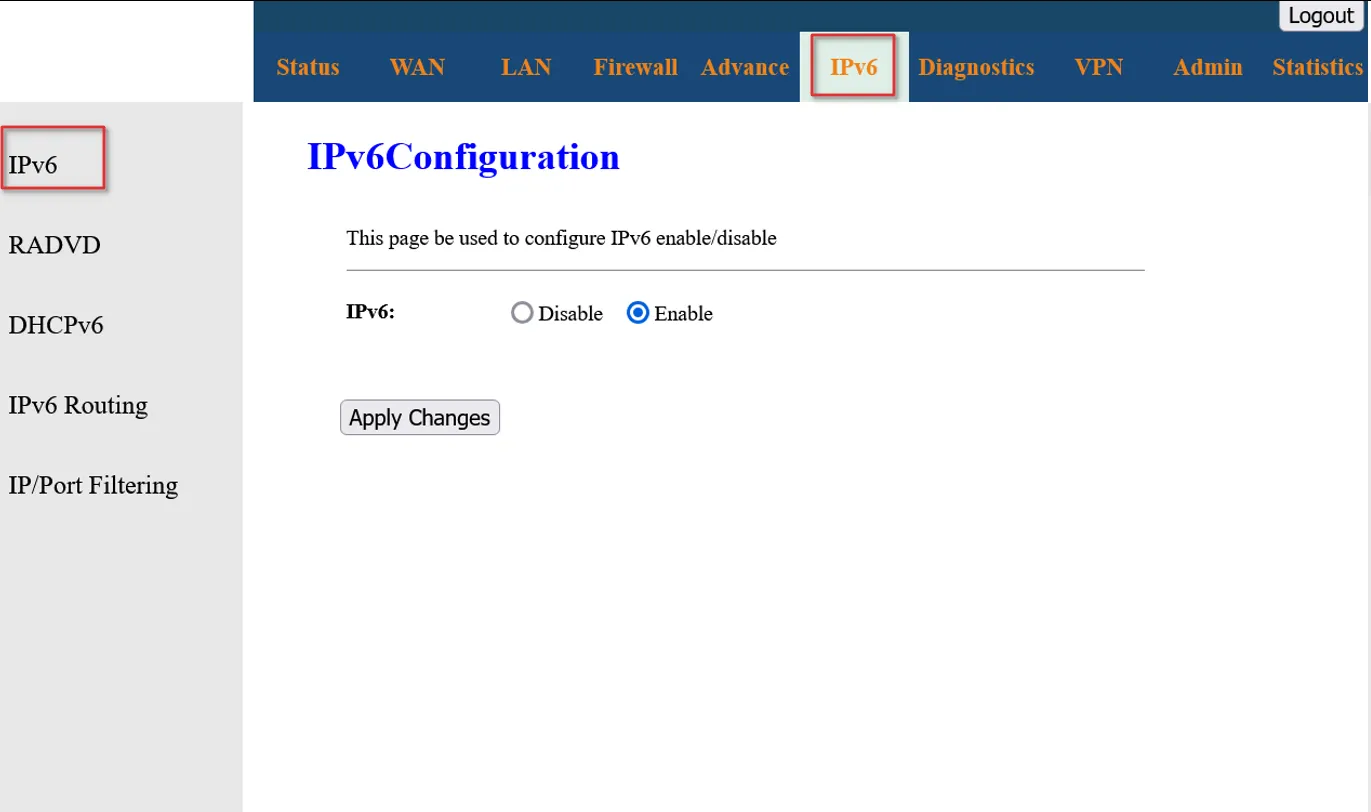 Logout
Status WAN LAN Firewall Advance IPv6 Diagnostics VPN Admin Statistics
IPv6
RADVD
DHCPv6
IPv6 Routing
IP/Port Filtering
IPv6Configuration
This page be used to configure IPv6 enable/disable
IPv6: Disable Enable
Apply Changes